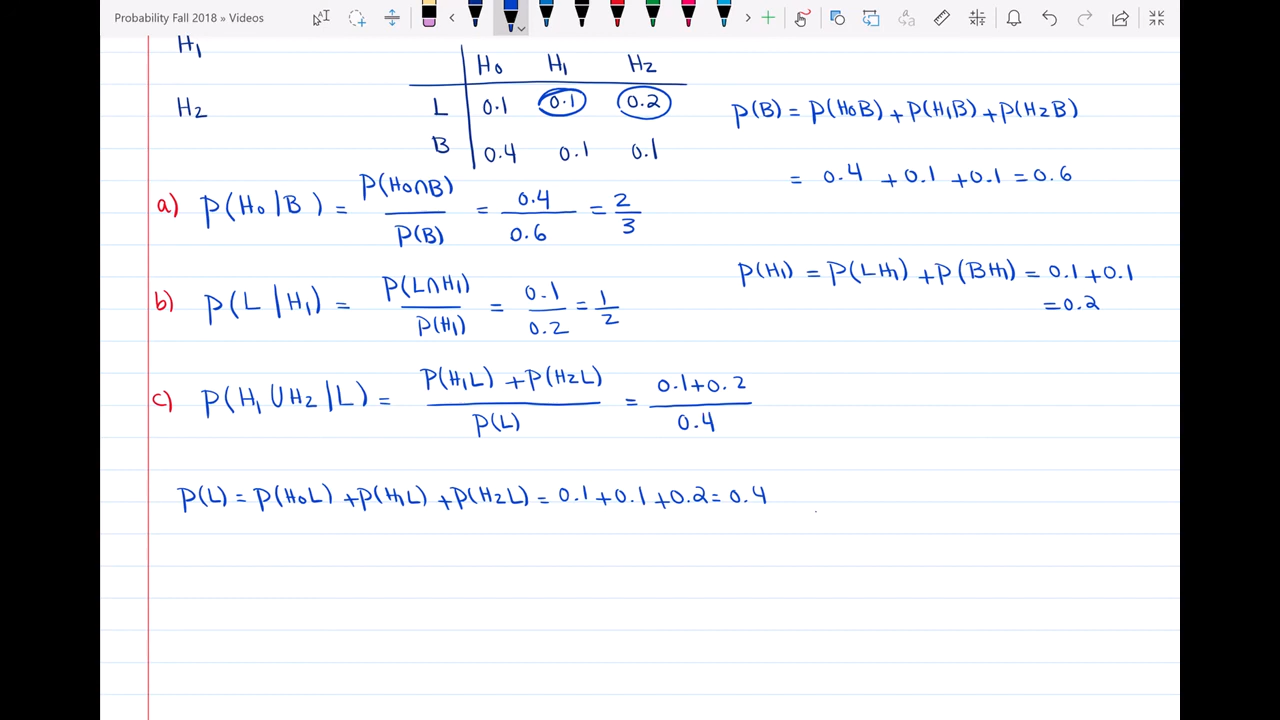 Probability Fall 2018 » Videos
H1
H0 H1 H2
H2
L 0.1 0.1 0.2
B 0.4 0.1 0.1
P(B) = P(H0B) + P(H1B) + P(H2B)
= 0.4 + 0.1 + 0.1 = 0.6
a) P(H0 | B) = P(H0∩B) / P(B) = 0.4 / 0.6 = 2/3
P(H1) = P(LH1) + P(BH1) = 0.1 + 0.1
= 0.2
b) P(L | H1) = P(L∩H1) / P(H1) = 0.1 / 0.2 = 1/2
c) P(H1 ∪ H2 | L) = P(H1L) + P(H2L) / P(L) = 0.1 + 0.2 / 0.4
P(L) = P(H0L) + P(H1L) + P(H2L) = 0.1 + 0.1 + 0.2 = 0.4